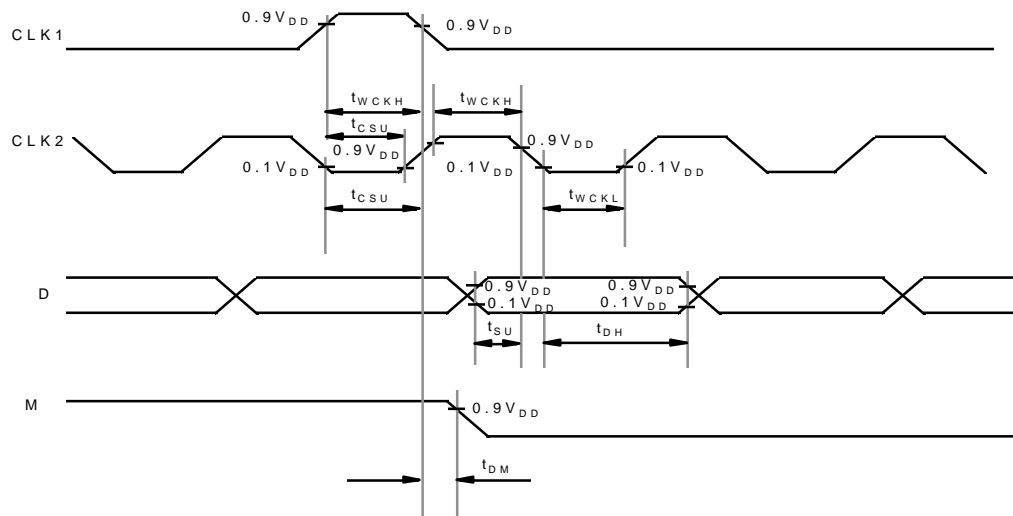 CLK1
0.9VDD
0.9VDD
tWCKH
tWCKH
tCSU
CLK2
0.1VDD
0.9VDD
0.1VDD
0.9VDD
0.1VDD
tCSU
tWCKL
D
0.9VDD
0.1VDD
0.9VDD
0.1VDD
tSU
tDH
M
0.9VDD
tDM